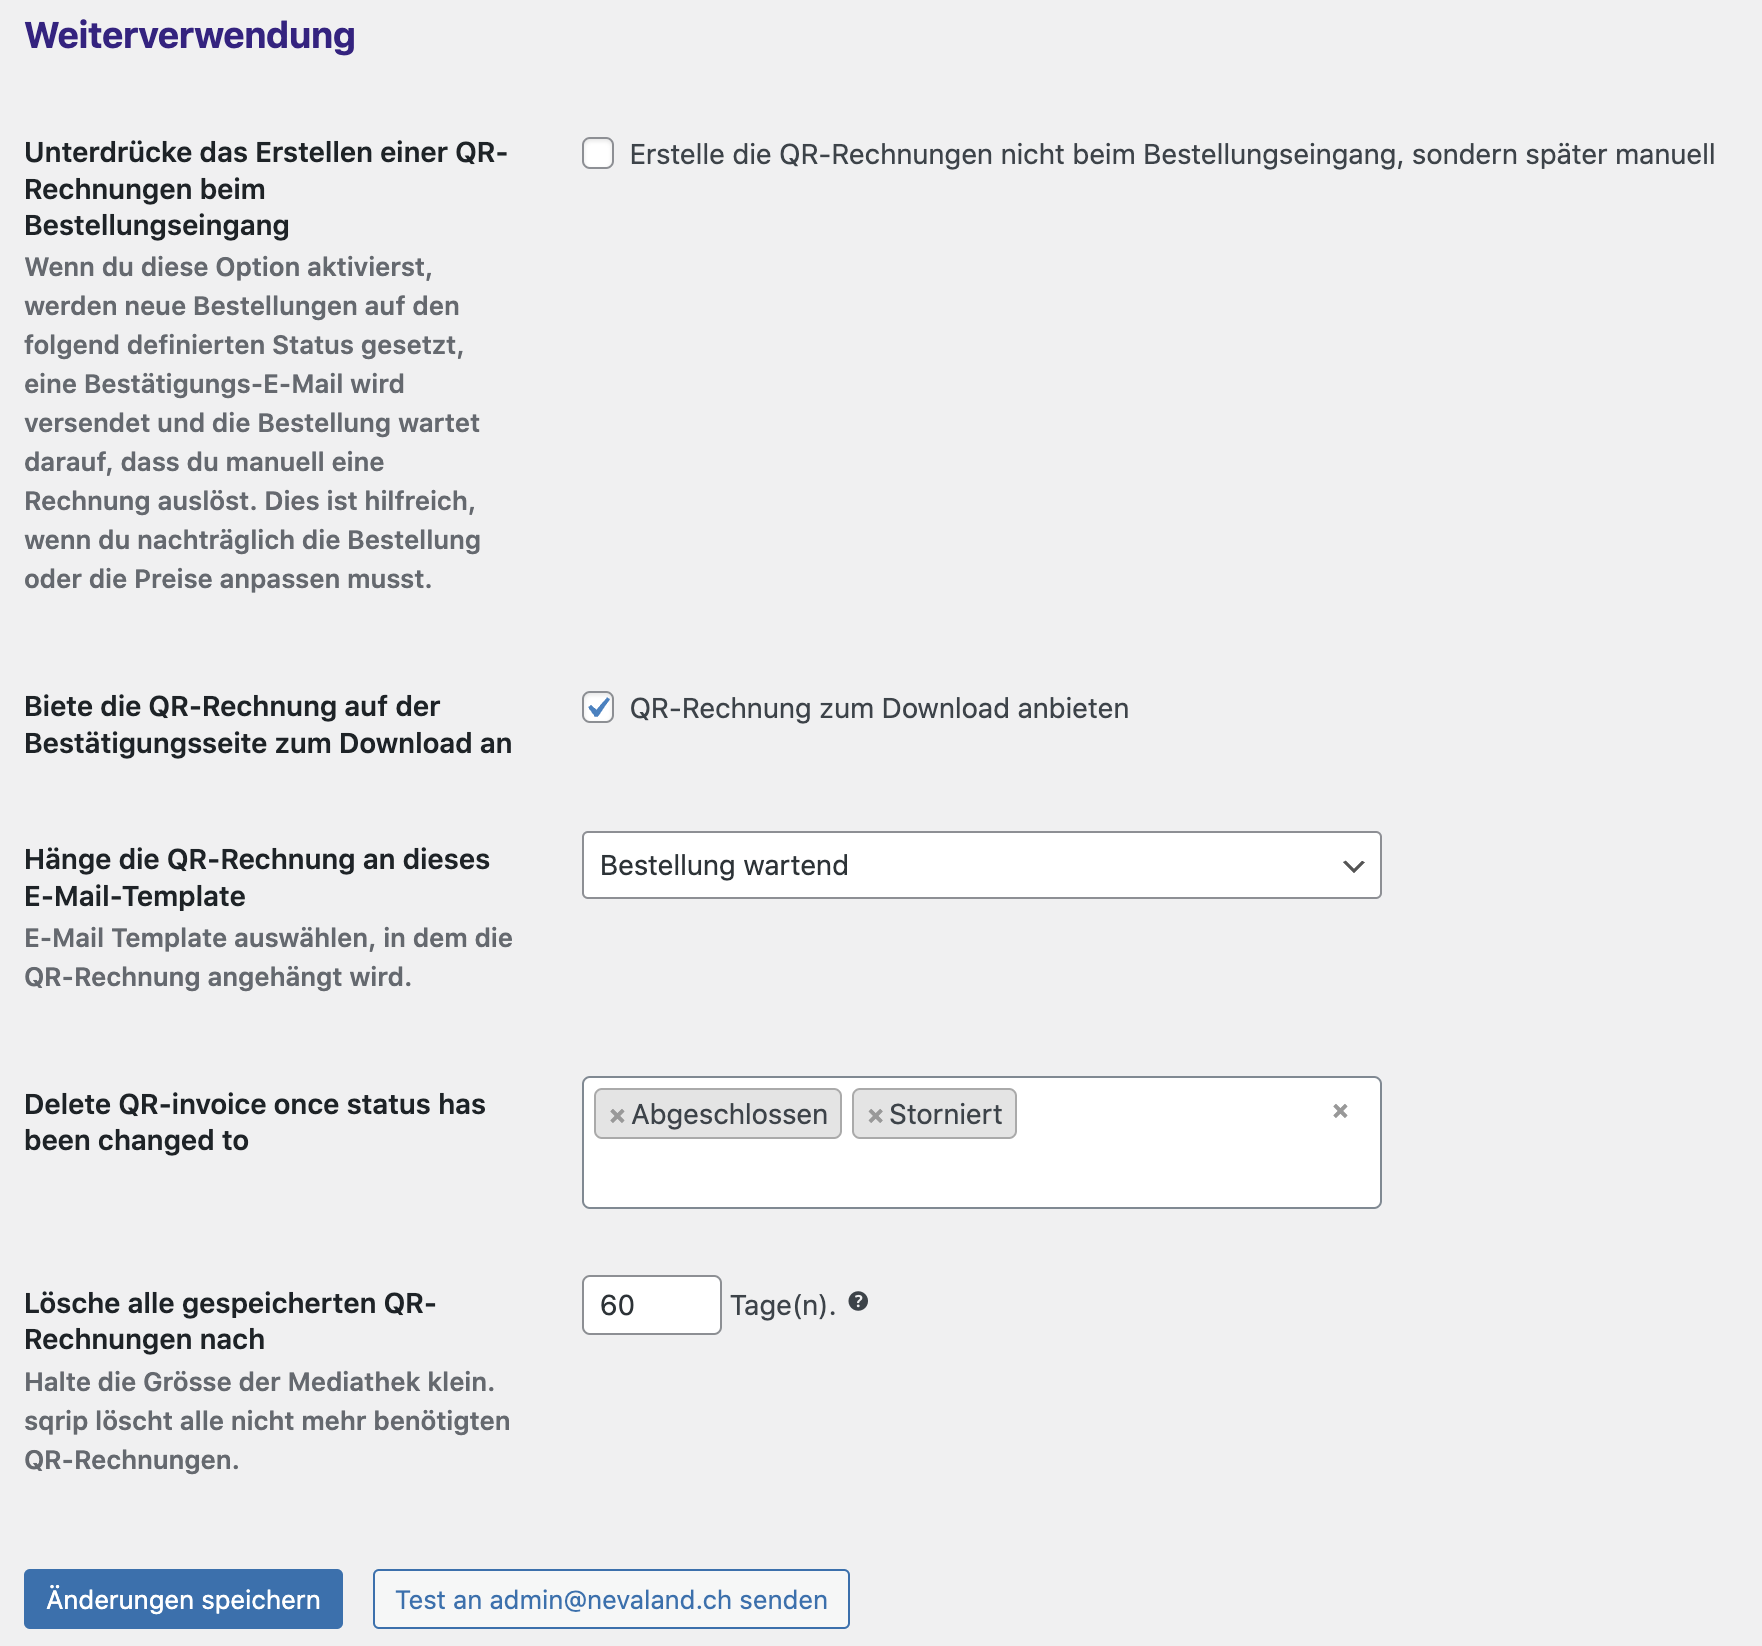 Weiterverwendung
Unterdrücke das Erstellen einer QR-
Rechnungen beim
Bestellungseingang
Erstelle die QR-Rechnungen nicht beim Bestellungseingang, sondern später manuell
Wenn du diese Option aktivierst,
werden neue Bestellungen auf den
folgend definierten Status gesetzt,
eine Bestätigungs-E-Mail wird
versendet und die Bestellung wartet
darauf, dass du manuell eine
Rechnung auslöst. Dies ist hilfreich,
wenn du nachträglich die Bestellung
oder die Preise anpassen musst.
Biete die QR-Rechnung auf der
Bestätigungsseite zum Download an
QR-Rechnung zum Download anbieten
Hänge die QR-Rechnung an dieses
E-Mail-Template
Bestellung wartend
E-Mail Template auswählen, in dem die
QR-Rechnung angehängt wird.
Delete QR-invoice once status has
been changed to
× Abgeschlossen × Storniert ×
Lösche alle gespeicherten QR-
Rechnungen nach
60 Tage(n). ?
Halte die Grösse der Mediathek klein.
sqrip löscht alle nicht mehr benötigten
QR-Rechnungen.
Änderungen speichern
Test an admin@nevaland.ch senden